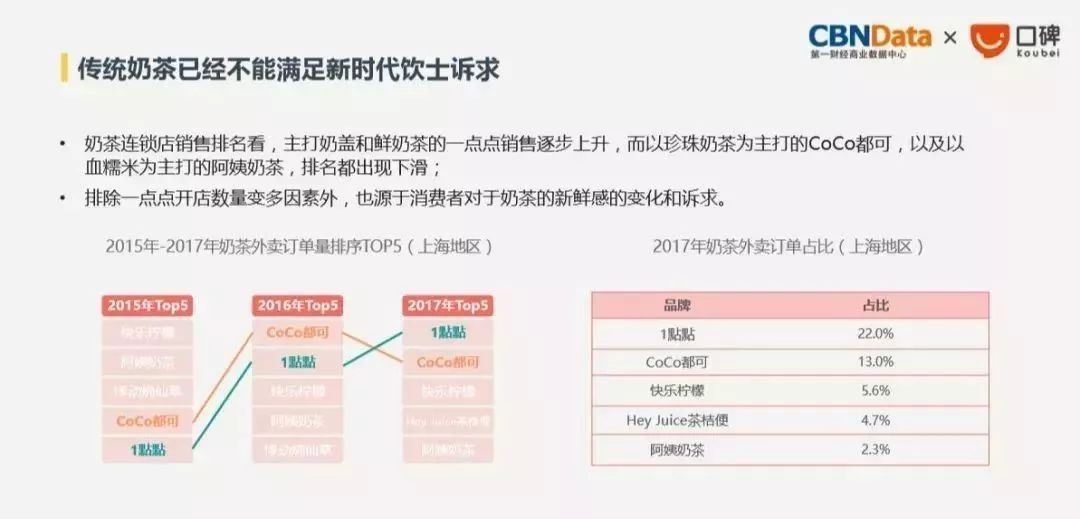 CBNData × 口碑
第一财经商业数据中心 Koubei
传统奶茶已经不能满足新时代饮士诉求
• 奶茶连锁店销售排名看，主打奶盖和鲜奶茶的一点点销售逐步上升，而以珍珠奶茶为主打的CoCo都可，以及以
血糯米为主打的阿姨奶茶，排名都出现下滑；
• 排除一点点开店数量变多因素外，也源于消费者对于奶茶的新鲜感的变化和诉求。
2015年-2017年奶茶外卖订单量排序TOP5（上海地区）
2015年Top5 2016年Top5 2017年Top5
快乐柠檬 CoCo都可 1點點
阿姨奶茶 1點點 CoCo都可
快乐柠檬 快乐柠檬
CoCo都可 阿姨奶茶 Hey Juice茶桔便
1點點 阿姨奶茶
2017年奶茶外卖订单占比（上海地区）
品牌 占比
1點點 22.0%
CoCo都可 13.0%
快乐柠檬 5.6%
Hey Juice茶桔便 4.7%
阿姨奶茶 2.3%